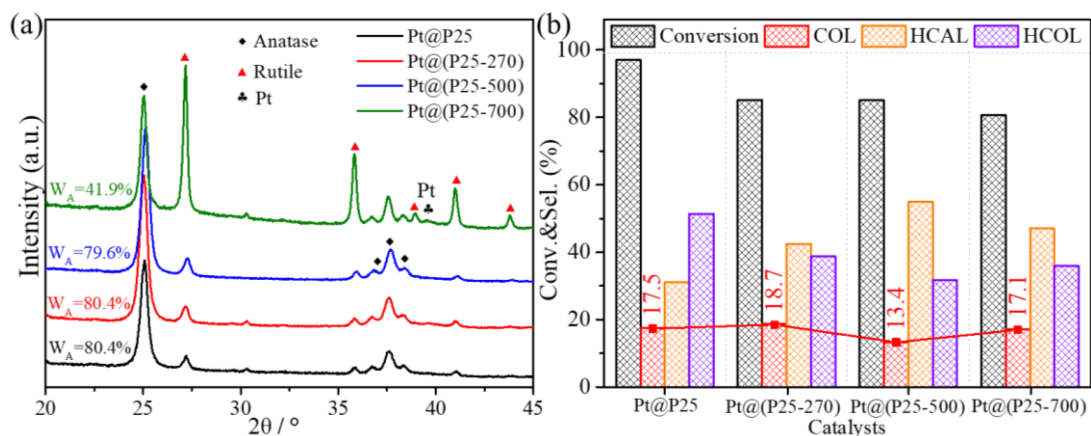 (a)
Anatase
Rutile
Pt
Pt@P25
Pt@(P25-270)
Pt@(P25-500)
Pt@(P25-700)
Pt
W_A=41.9%
W_A=79.6%
W_A=80.4%
W_A=80.4%
Intensity (a.u.)
20 25 30 35 40 45
2θ / °
(b)
Conversion COL HCAL HCOL
100
80
60
40
20
0
Conv.&Sel. (%)
17.5
18.7
13.4
17.1
Pt@P25 Pt@(P25-270) Pt@(P25-500) Pt@(P25-700)
Catalysts